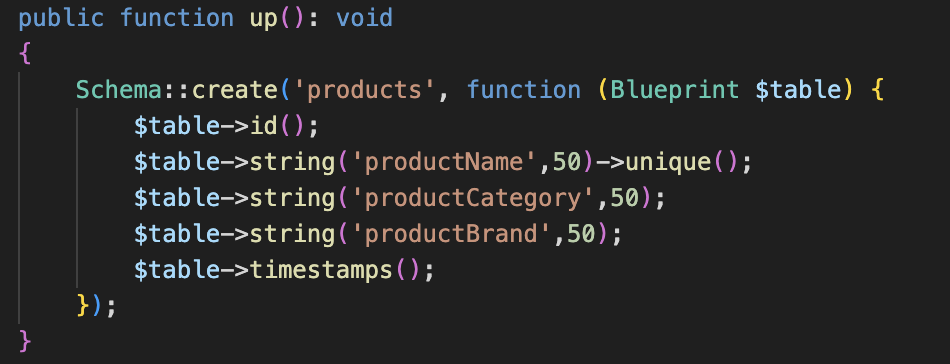 public function up(): void
{
    Schema::create('products', function (Blueprint $table) {
        $table->id();
        $table->string('productName',50)->unique();
        $table->string('productCategory',50);
        $table->string('productBrand',50);
        $table->timestamps();
    });
}